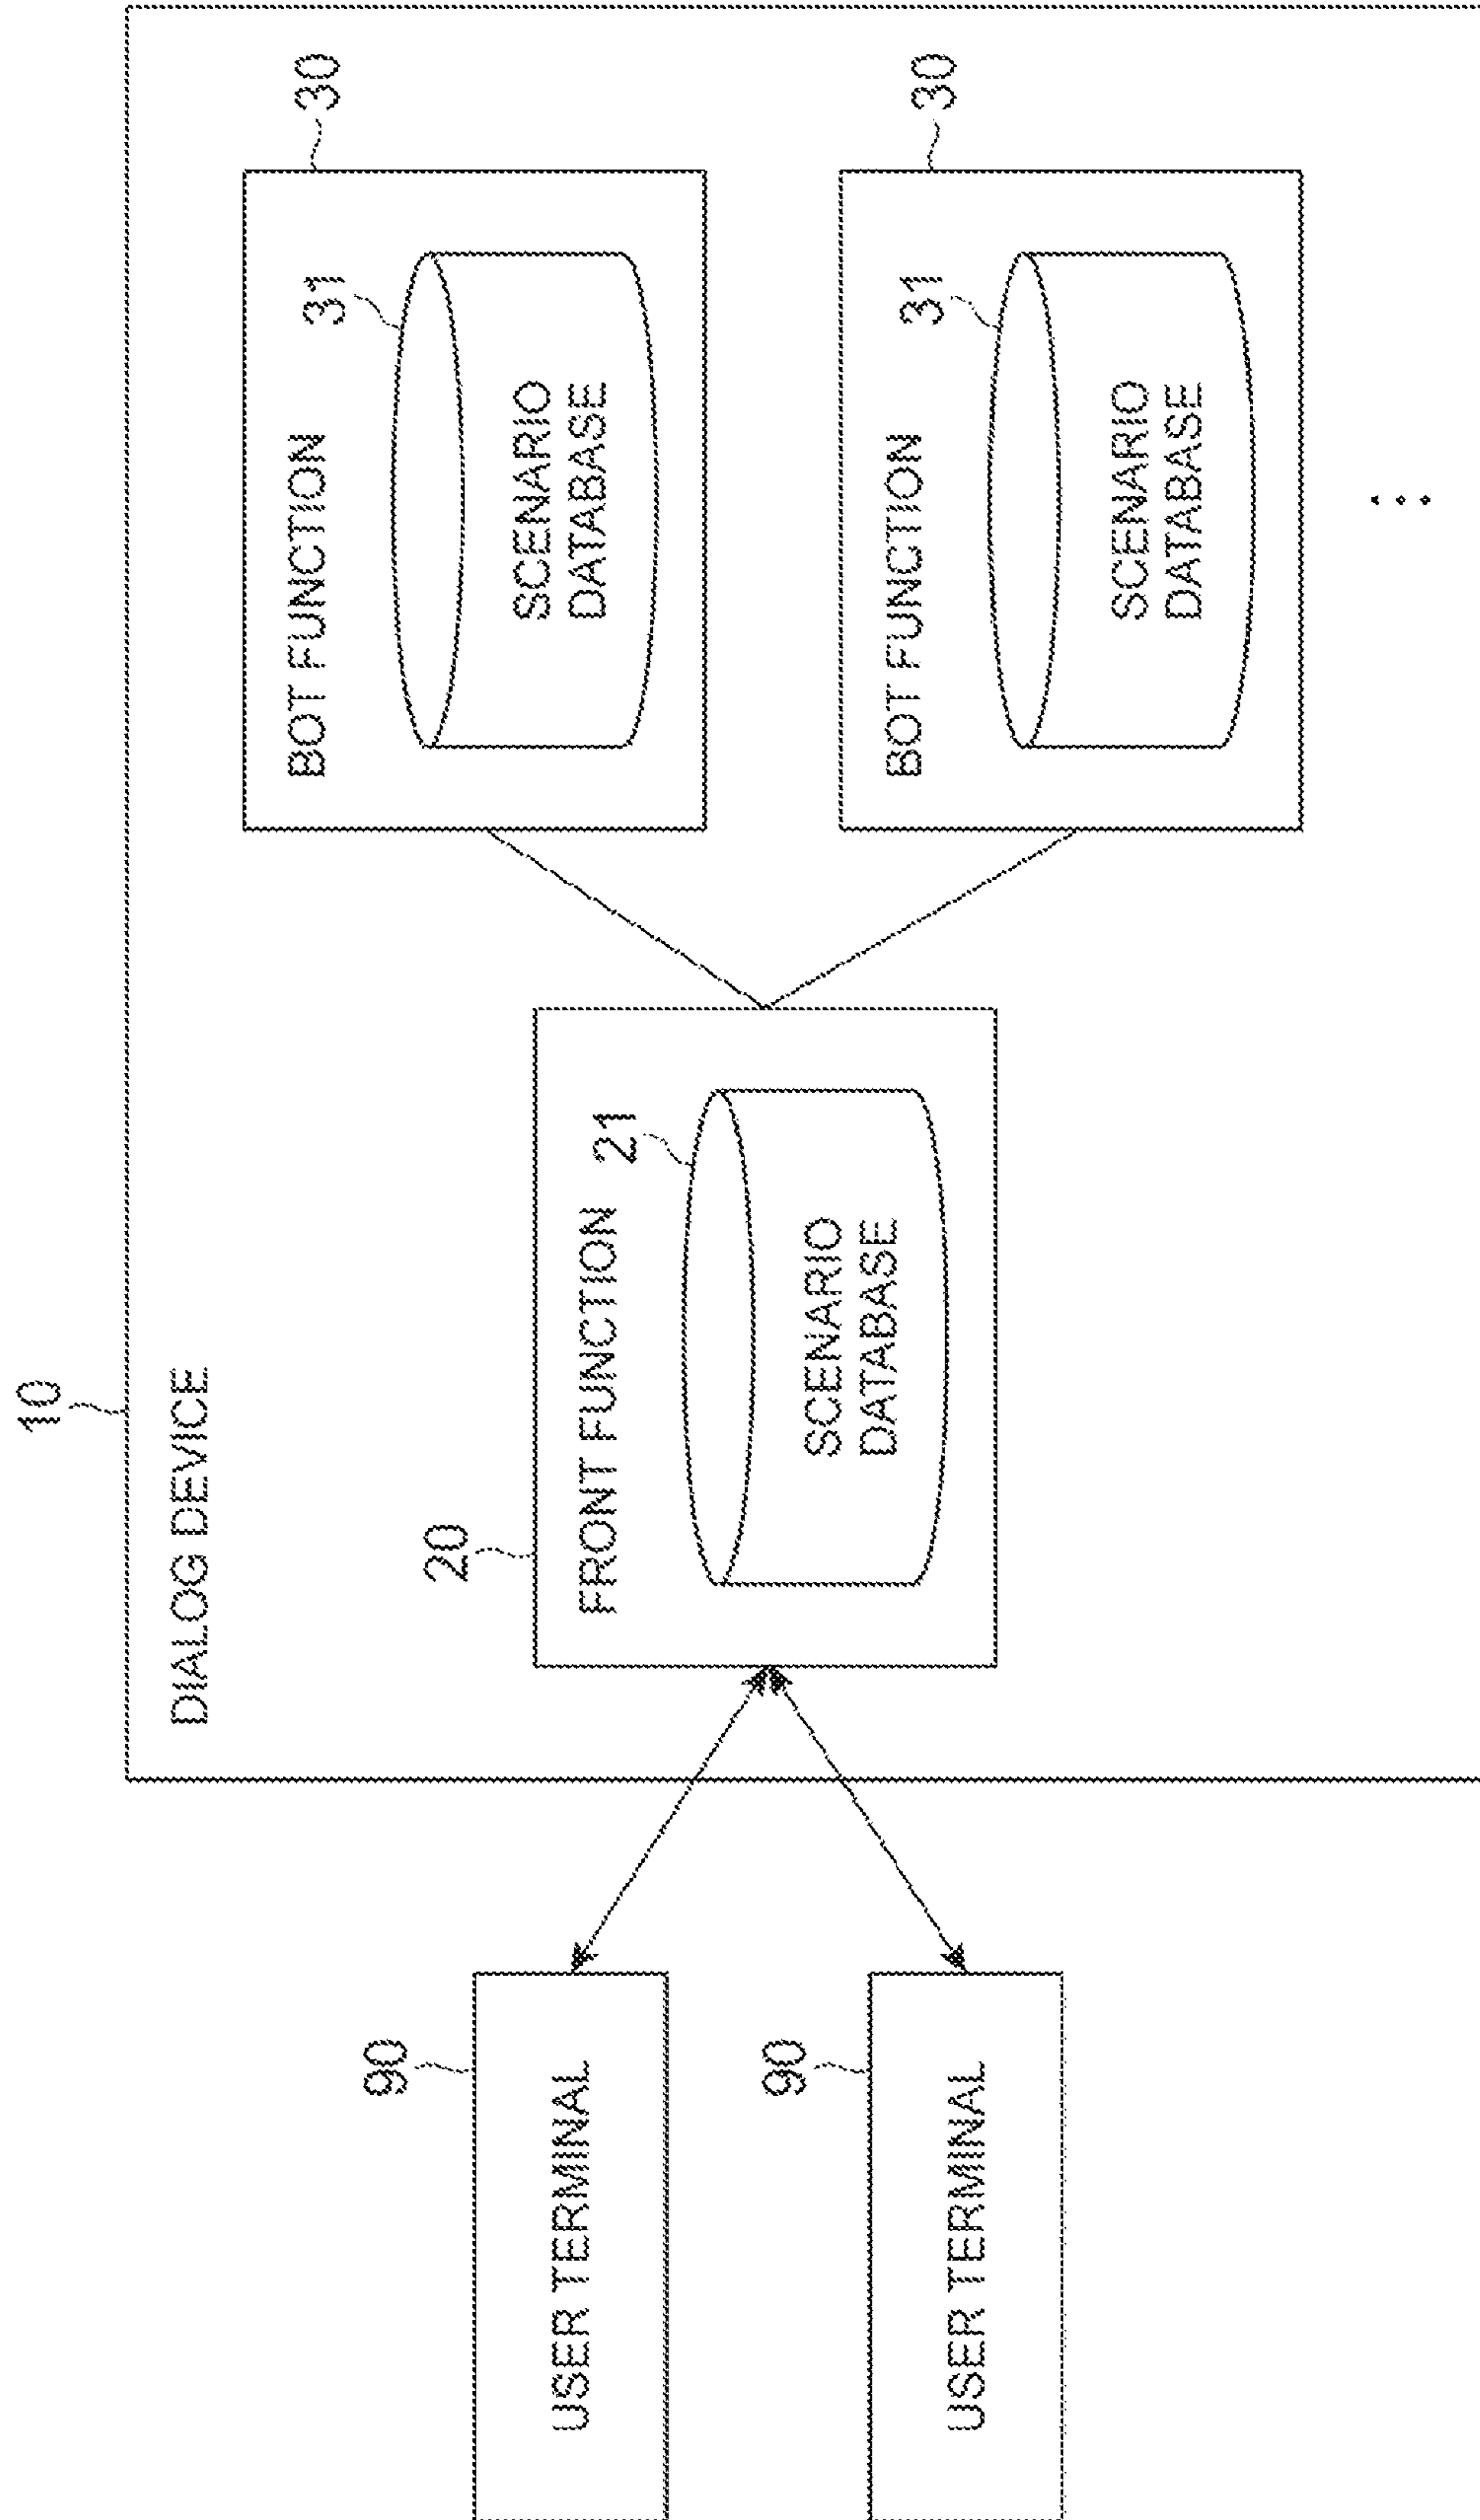 10
DIALOG DEVICE
90
USER TERMINAL
90
USER TERMINAL
20
FRONT FUNCTION
21
SCENARIO
DATABASE
30
BOT FUNCTION
31
SCENARIO
DATABASE
30
BOT FUNCTION
31
SCENARIO
DATABASE
...